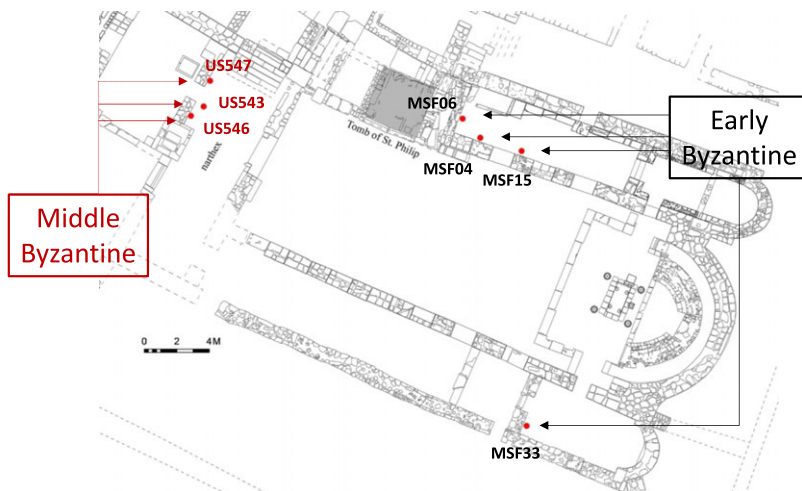 US547
US543
US546
narthex
Middle
Byzantine
MSF06
Tomb of St. Philip
MSF04
MSF15
Early
Byzantine
0 2 4M
MSF33